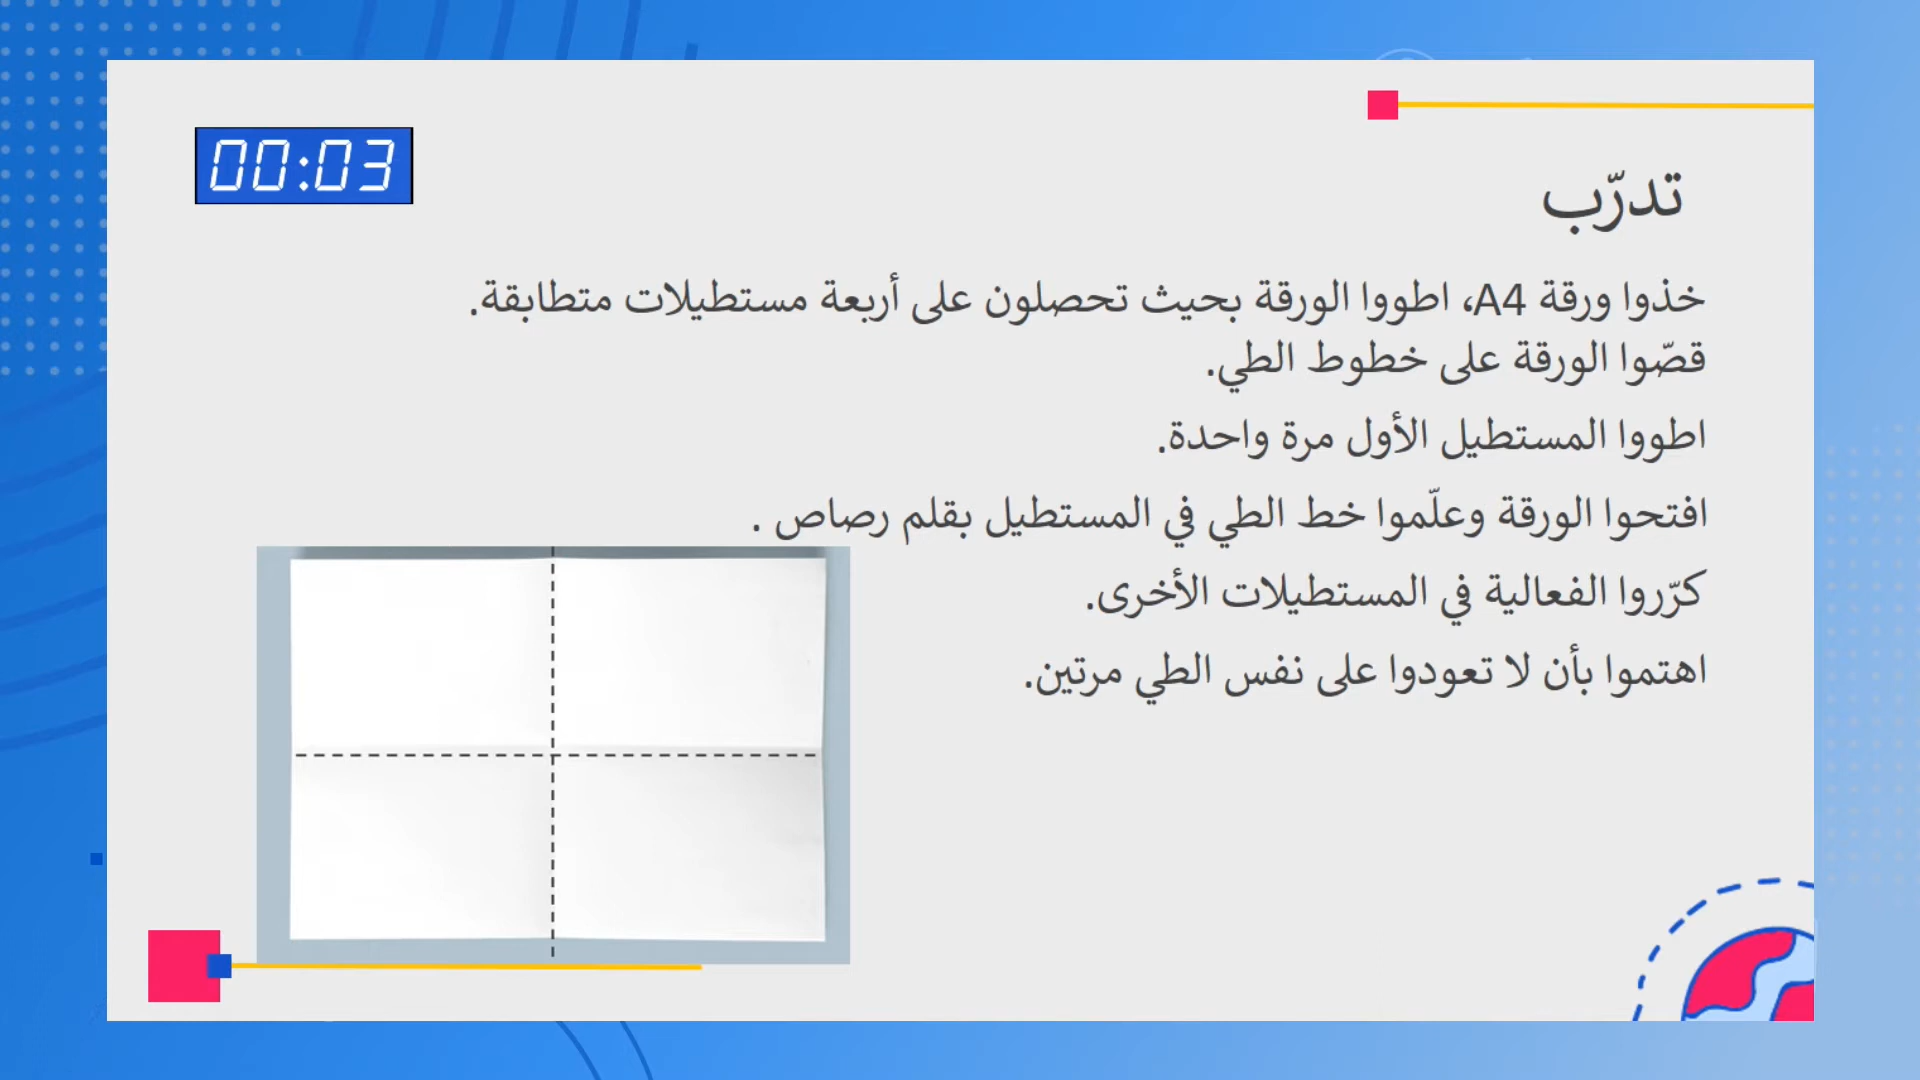 00:03
تدرّب
خذوا ورقة A4، اطووا الورقة بحيث تحصلون على أربعة مستطيلات متطابقة.
قصّوا الورقة على خطوط الطي.
اطووا المستطيل الأول مرة واحدة.
افتحوا الورقة وعلّموا خط الطي في المستطيل بقلم رصاص .
كرّروا الفعالية في المستطيلات الأخرى.
اهتموا بأن لا تعودوا على نفس الطي مرتين.